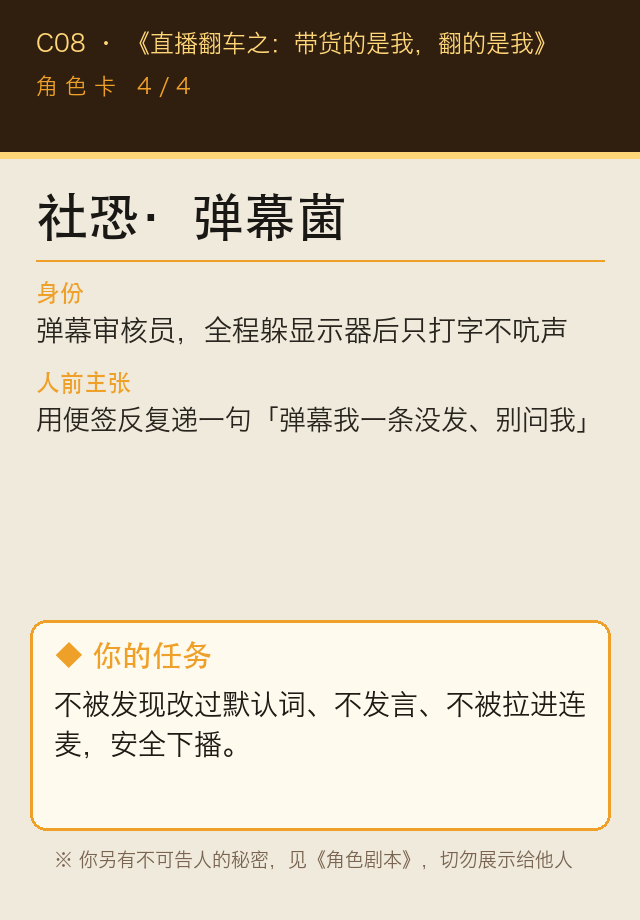 C08 · 《直播翻车之：带货的是我，翻的是我》
角色卡 4/4
社恐· 弹幕菌
身份
弹幕审核员，全程躲显示器后只打字不吭声
人前主张
用便签反复递一句「弹幕我一条没发、别问我」
◆ 你的任务
不被发现改过默认词、不发言、不被拉进连
麦，安全下播。
※ 你另有不可告人的秘密，见《角色剧本》，切勿展示给他人